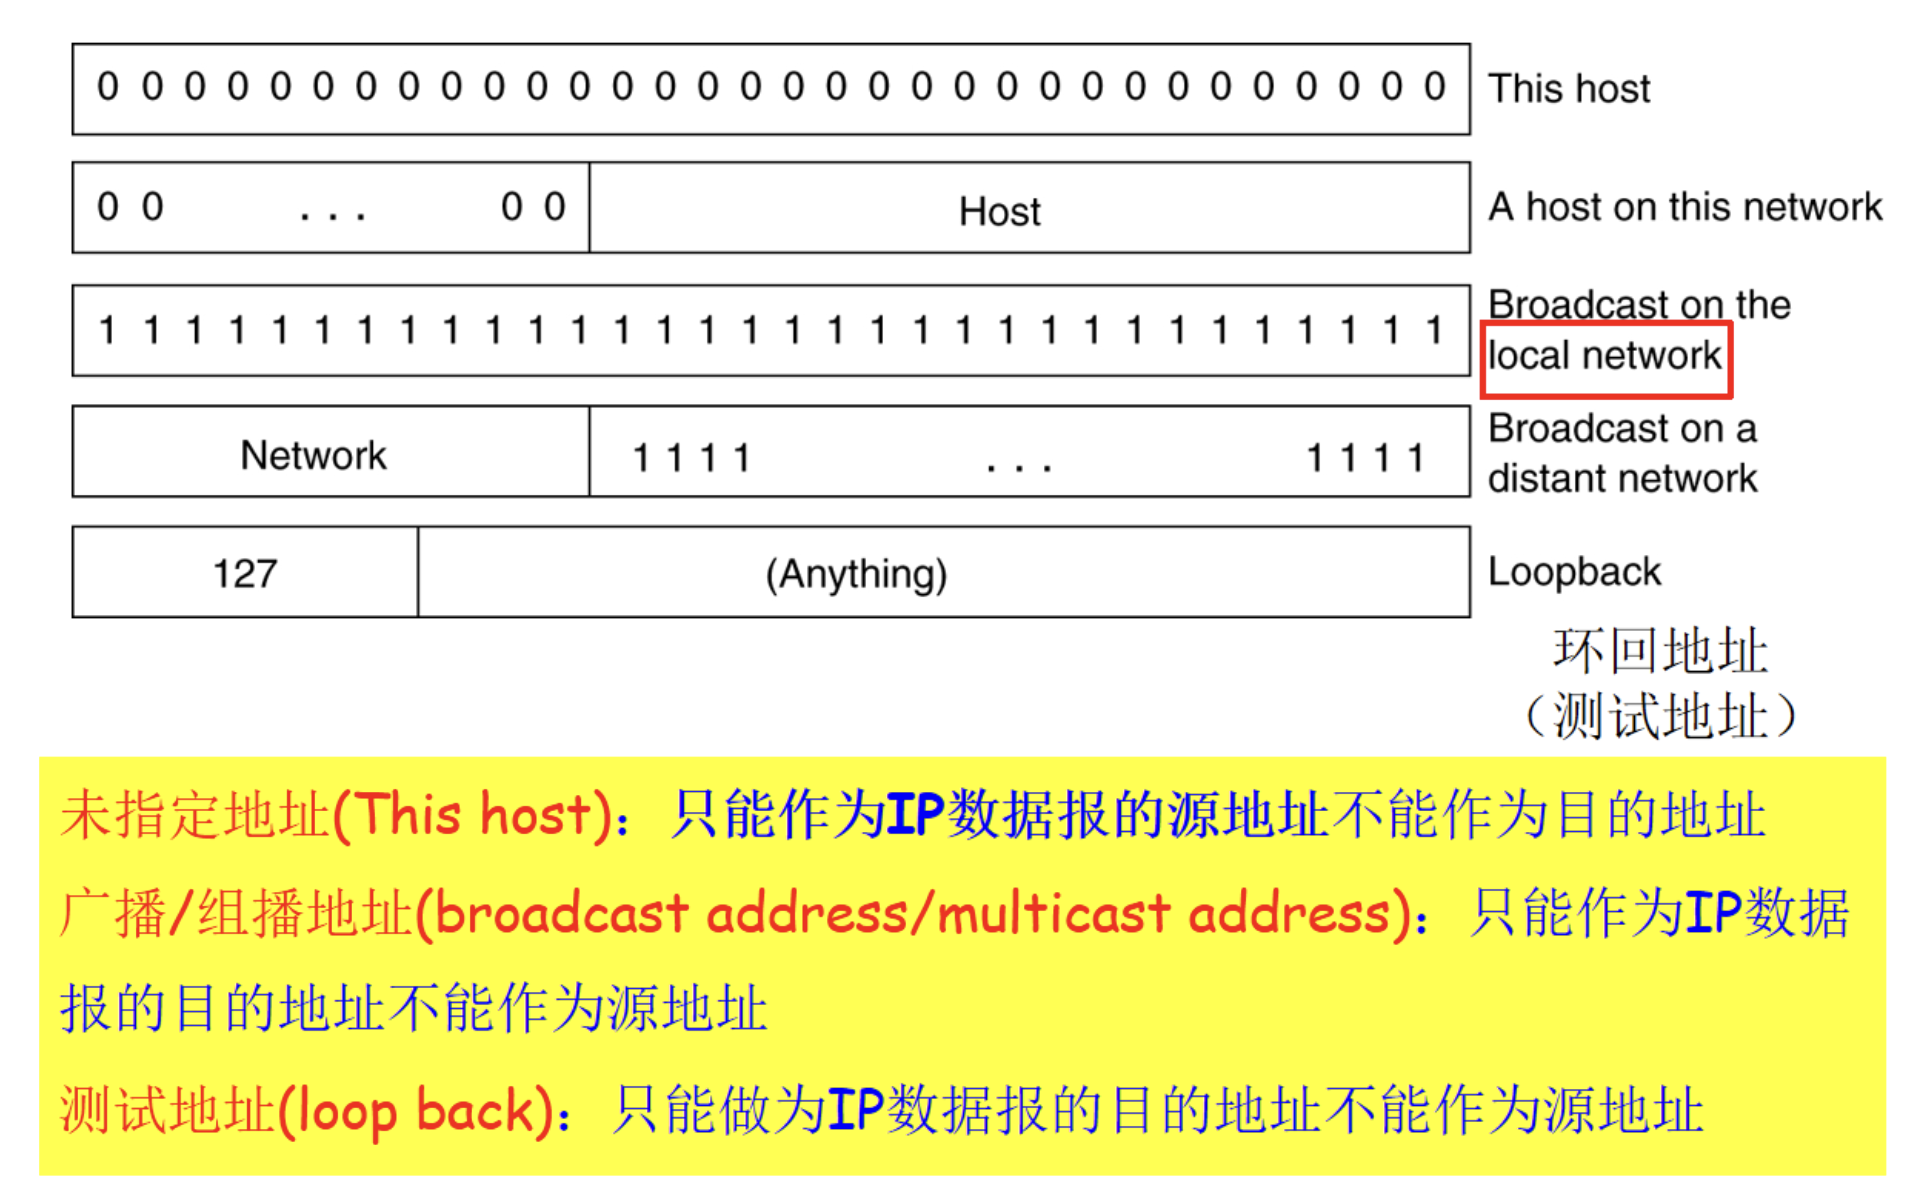 0 0 0 0 0 0 0 0 0 0 0 0 0 0 0 0 0 0 0 0 0 0 0 0 0 0 0 0 0 0 0 0 This host
0 0 ... 0 0 Host A host on this network
1 1 1 1 1 1 1 1 1 1 1 1 1 1 1 1 1 1 1 1 1 1 1 1 1 1 1 1 1 1 1 1 Broadcast on the
local network
Network 1 1 1 1 ... 1 1 1 1 Broadcast on a
distant network
127 (Anything) Loopback
环回地址
（测试地址）
未指定地址(This host)：只能作为IP数据报的源地址不能作为目的地址
广播/组播地址(broadcast address/multicast address)：只能作为IP数据
报的目的地址不能作为源地址
测试地址(loop back)：只能做为IP数据报的目的地址不能作为源地址